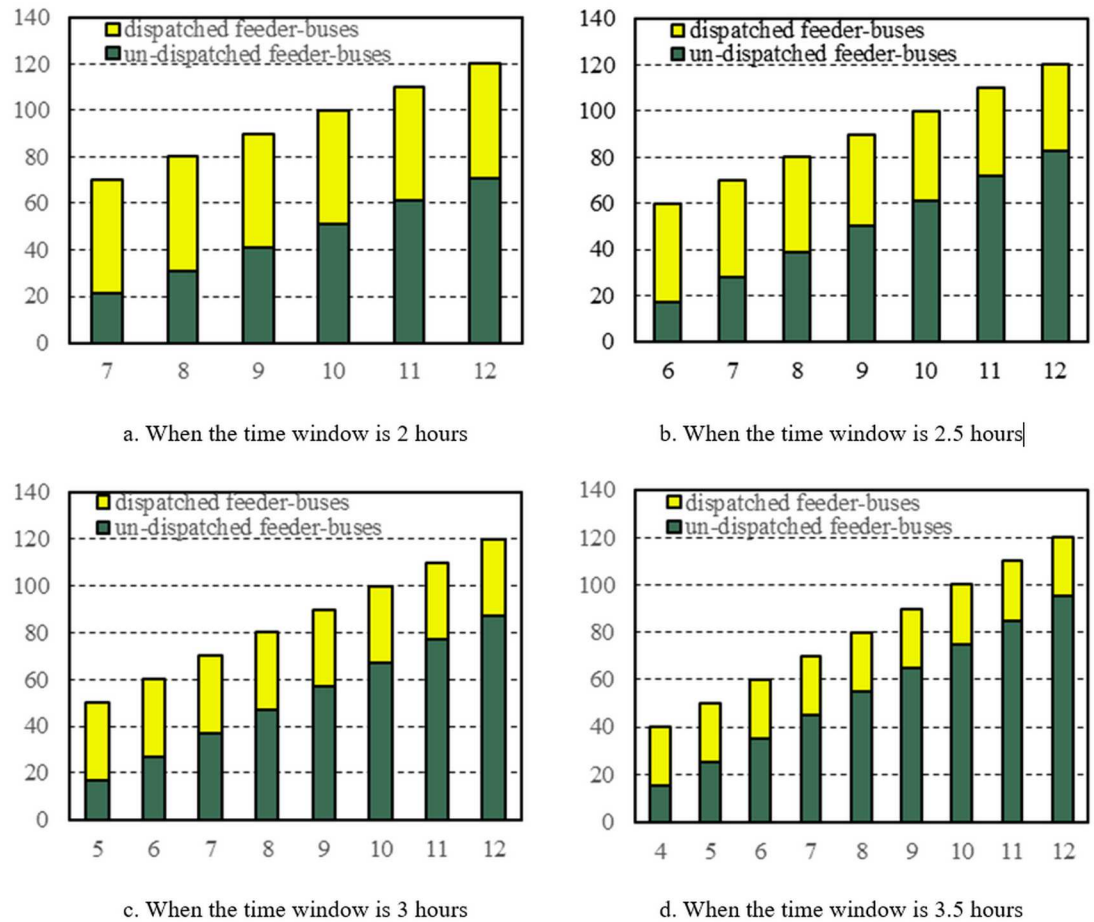 140
120
100
80
60
40
20
0
dispatched feeder-buses
un-dispatched feeder-buses
7 8 9 10 11 12
a. When the time window is 2 hours
140
120
100
80
60
40
20
0
dispatched feeder-buses
un-dispatched feeder-buses
6 7 8 9 10 11 12
b. When the time window is 2.5 hours
140
120
100
80
60
40
20
0
dispatched feeder-buses
un-dispatched feeder-buses
5 6 7 8 9 10 11 12
c. When the time window is 3 hours
140
120
100
80
60
40
20
0
dispatched feeder-buses
un-dispatched feeder-buses
4 5 6 7 8 9 10 11 12
d. When the time window is 3.5 hours